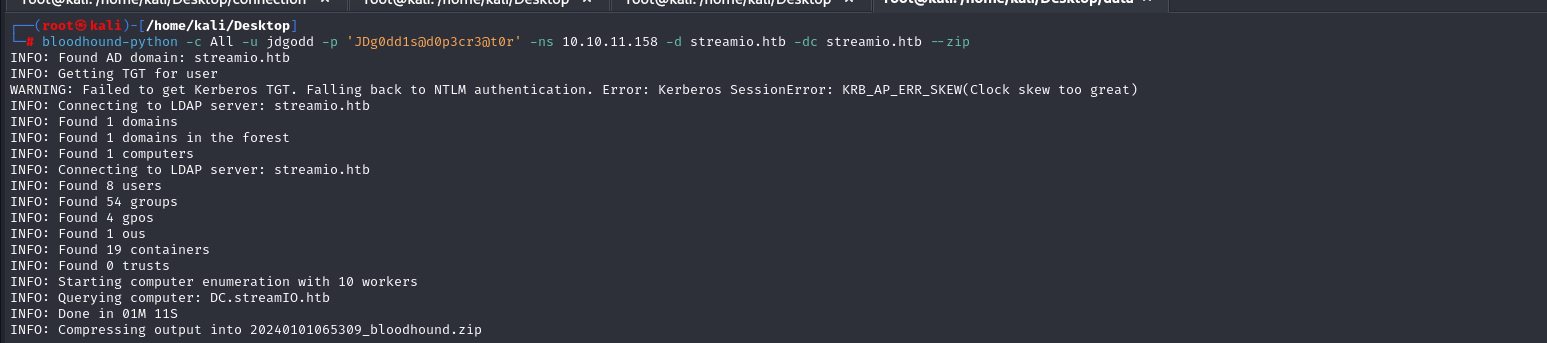 root@kali: /home/kali/Desktop/connection root@kali: /home/kali/Desktop root@kali: /home/kali/Desktop root@kali: /home/kali/Desktop/data
┌──(root㉿kali)-[/home/kali/Desktop]
└─# bloodhound-python -c All -u jdgodd -p 'JDg0dd1s@d0p3cr3@t0r' -ns 10.10.11.158 -d streamio.htb -dc streamio.htb --zip
INFO: Found AD domain: streamio.htb
INFO: Getting TGT for user
WARNING: Failed to get Kerberos TGT. Falling back to NTLM authentication. Error: Kerberos SessionError: KRB_AP_ERR_SKEW(Clock skew too great)
INFO: Connecting to LDAP server: streamio.htb
INFO: Found 1 domains
INFO: Found 1 domains in the forest
INFO: Found 1 computers
INFO: Connecting to LDAP server: streamio.htb
INFO: Found 8 users
INFO: Found 54 groups
INFO: Found 4 gpos
INFO: Found 1 ous
INFO: Found 19 containers
INFO: Found 0 trusts
INFO: Starting computer enumeration with 10 workers
INFO: Querying computer: DC.streamIO.htb
INFO: Done in 01M 11S
INFO: Compressing output into 20240101065309_bloodhound.zip